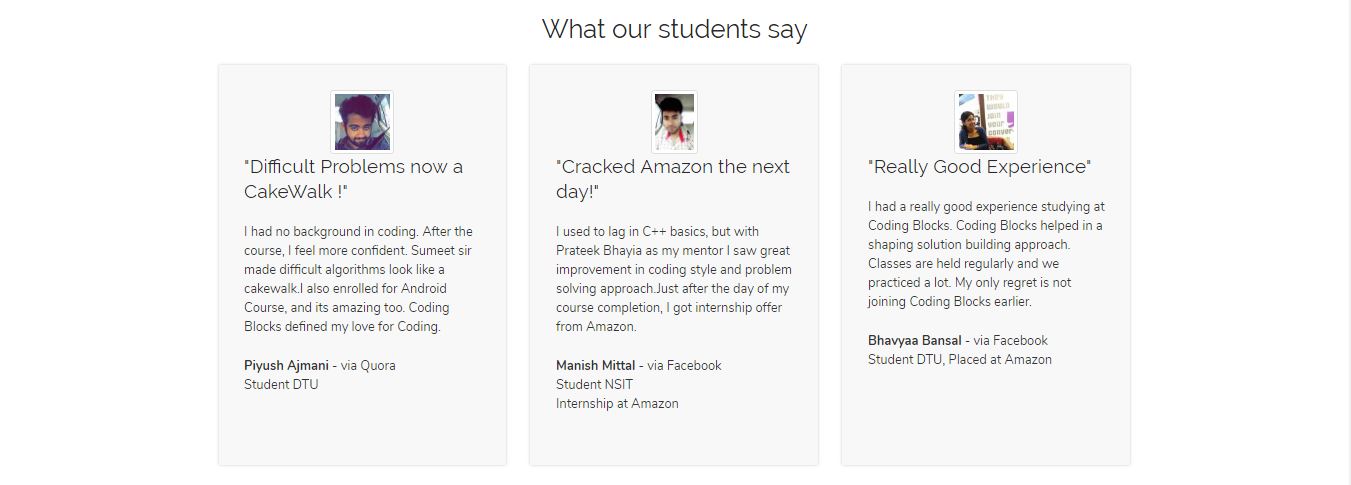 What our students say
"Difficult Problems now a
CakeWalk !"
I had no background in coding. After the
course, I feel more confident. Sumeet sir
made difficult algorithms look like a
cakewalk.I also enrolled for Android
Course, and its amazing too. Coding
Blocks defined my love for Coding.
Piyush Ajmani - via Quora
Student DTU
"Cracked Amazon the next
day!"
I used to lag in C++ basics, but with
Prateek Bhayia as my mentor I saw great
improvement in coding style and problem
solving approach.Just after the day of my
course completion, I got internship offer
from Amazon.
Manish Mittal - via Facebook
Student NSIT
Internship at Amazon
THEY
WOULD
JOIN
YOUR
CONVER-
"Really Good Experience"
I had a really good experience studying at
Coding Blocks. Coding Blocks helped in a
shaping solution building approach.
Classes are held regularly and we
practiced a lot. My only regret is not
joining Coding Blocks earlier.
Bhavyaa Bansal - via Facebook
Student DTU, Placed at Amazon